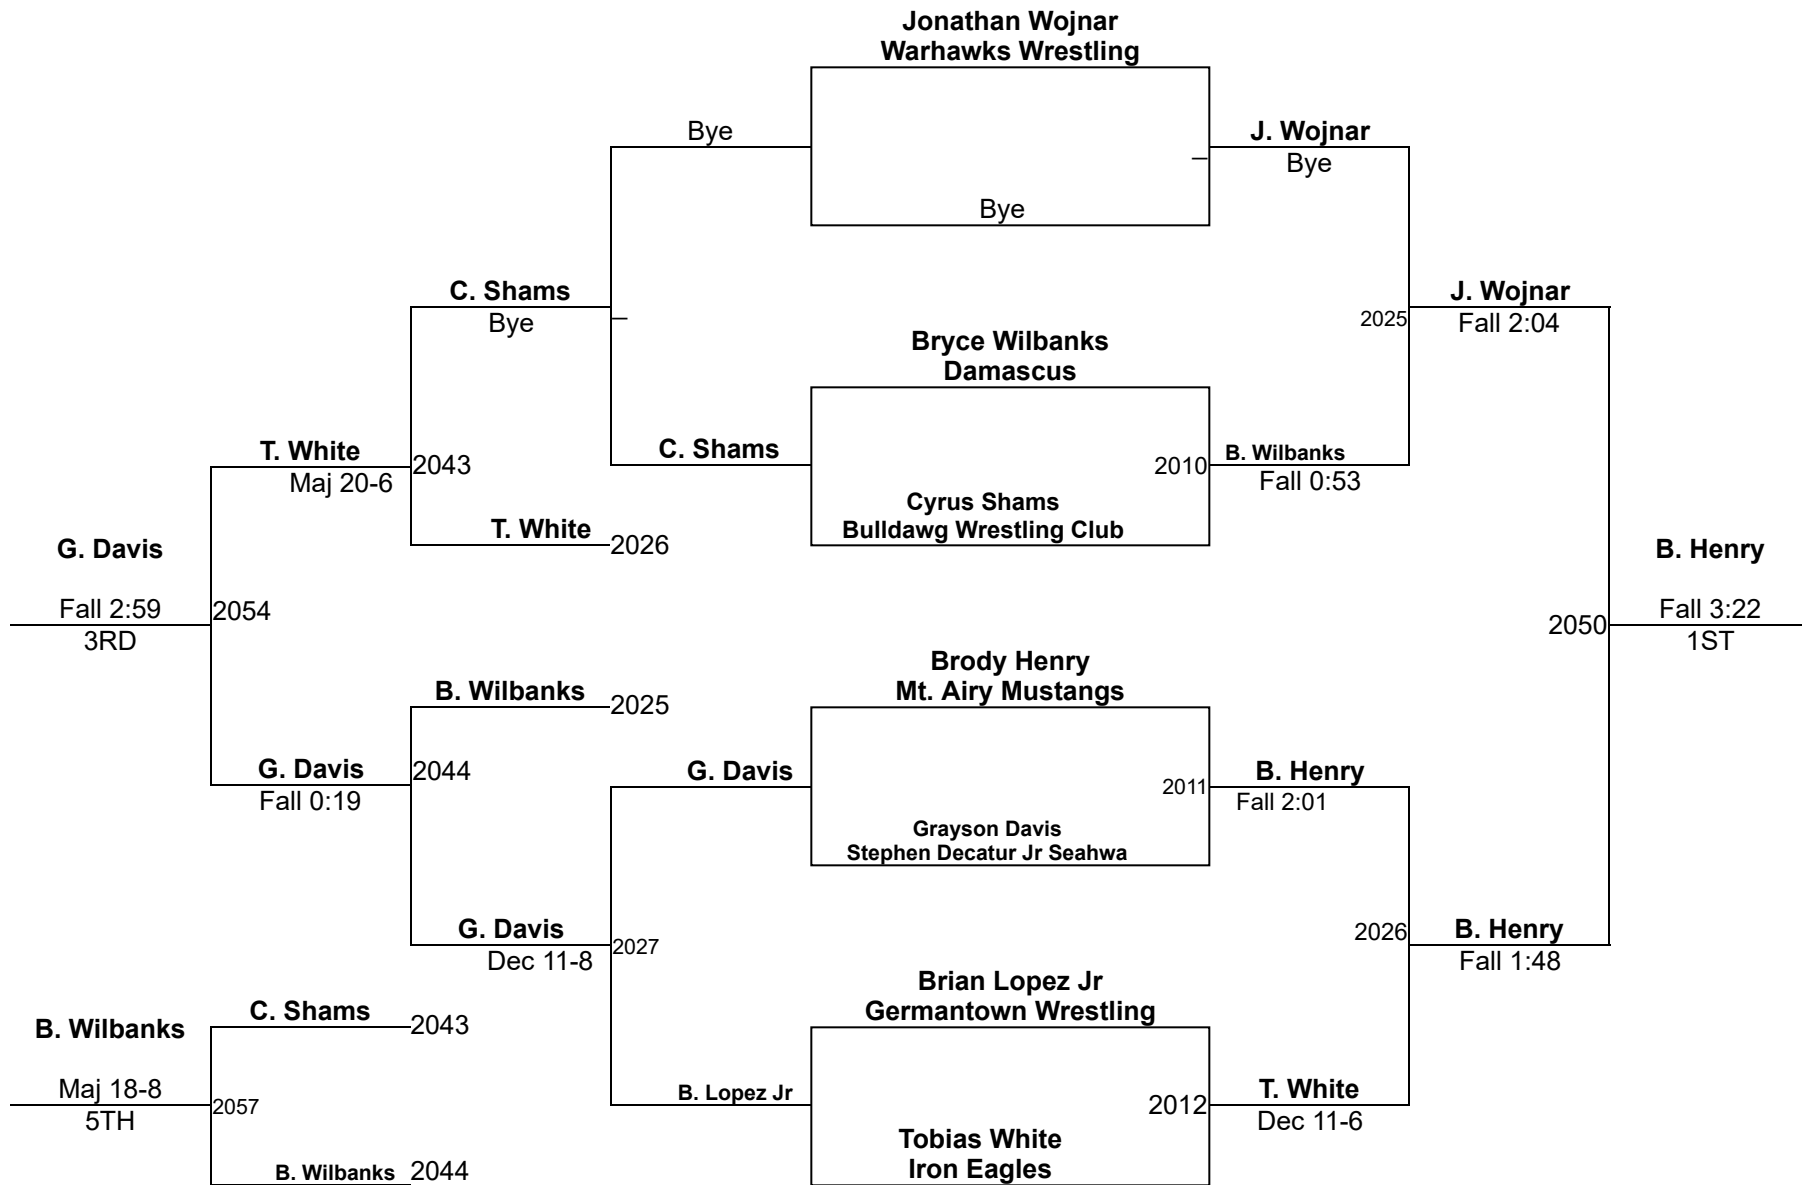 Jonathan Wojnar
Warhawks Wrestling
Bye
J. Wojnar
Bye
Bye
C. Shams
Bye
J. Wojnar
Fall 2:04
2025
Bryce Wilbanks
Damascus
C. Shams
2010
B. Wilbanks
Fall 0:53
Cyrus Shams
Bulldawg Wrestling Club
T. White
Maj 20-6
2043
T. White
2026
G. Davis
Fall 2:59
3RD
2054
B. Henry
Fall 3:22
1ST
2050
Brody Henry
Mt. Airy Mustangs
B. Wilbanks
2025
G. Davis
Fall 0:19
2044
G. Davis
2011
B. Henry
Fall 2:01
Grayson Davis
Stephen Decatur Jr Seahwa
G. Davis
Dec 11-8
2027
2026
B. Henry
Fall 1:48
Brian Lopez Jr
Germantown Wrestling
C. Shams
2043
B. Wilbanks
Maj 18-8
5TH
2057
B. Lopez Jr
2012
T. White
Dec 11-6
Tobias White
Iron Eagles
B. Wilbanks
2044